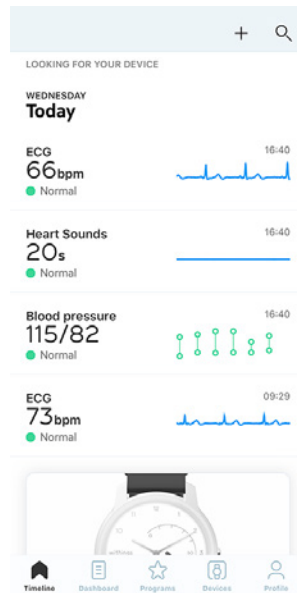 LOOKING FOR YOUR DEVICE
WEDNESDAY
Today
ECG
16:40
66bpm
Normal
Heart Sounds
16:40
20s
Normal
Blood pressure
16:40
115/82
Normal
ECG
09:29
73bpm
Normal
Timeline Dashboard Programs Devices Profile